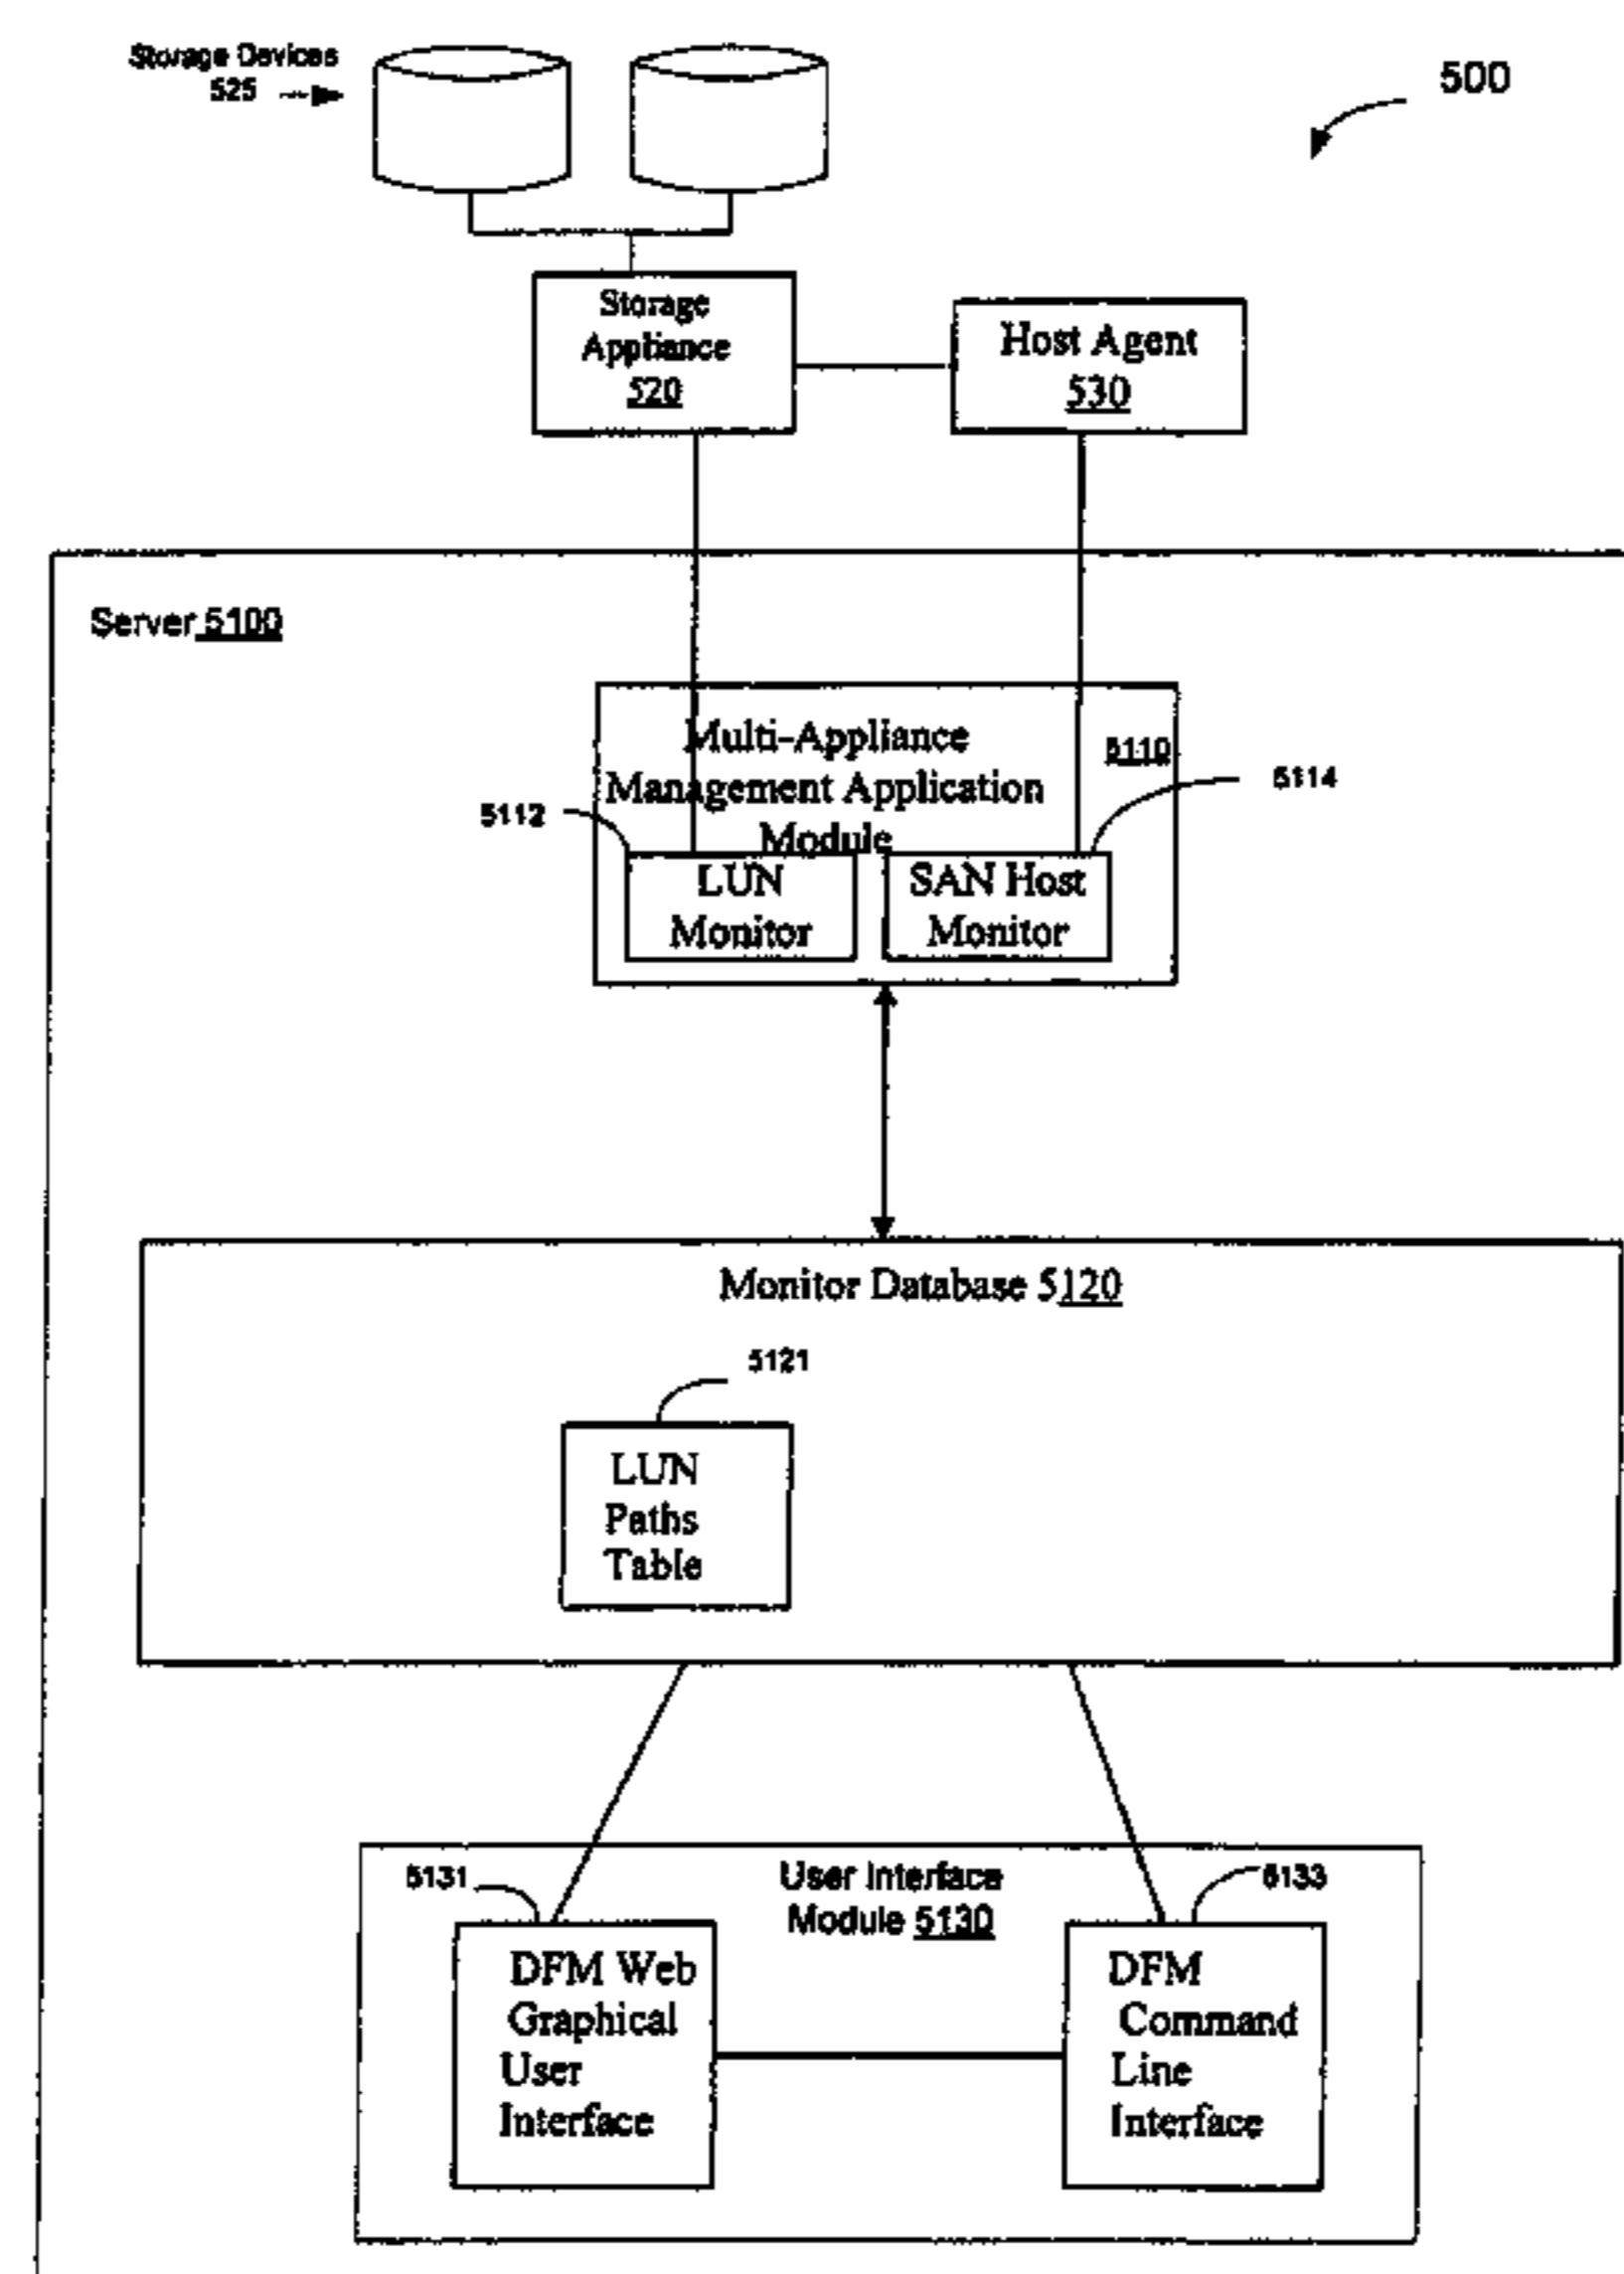 Storage Devices
525
500
Storage
Appliance
520
Host Agent
530
Server 5100
Multi-Appliance
Management Application
Module
5110
5114
5112
LUN
Monitor
SAN Host
Monitor
Monitor Database 5120
5121
LUN
Paths
Table
5131
User Interface
Module 5130
5133
DFM Web
Graphical
User
Interface
DFM
Command
Line
Interface